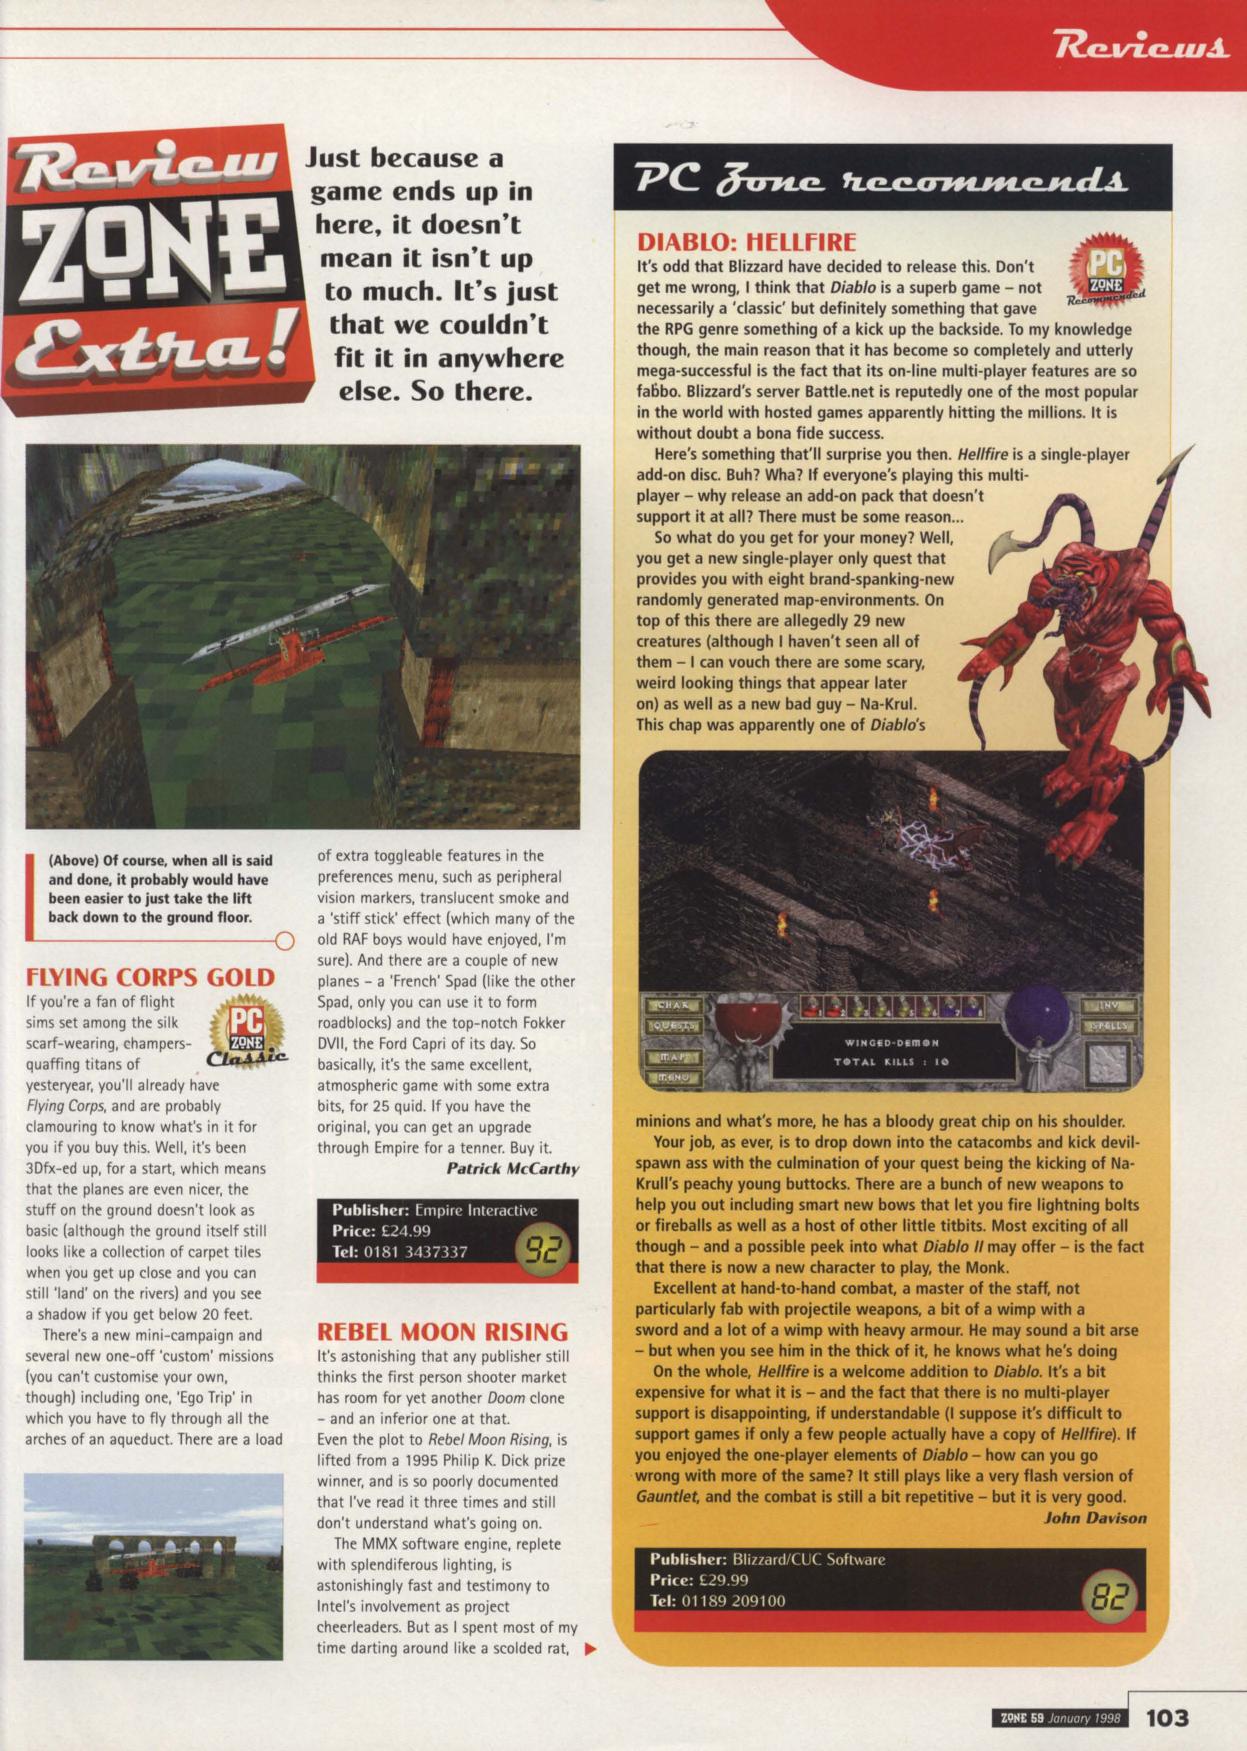 Reviews
Review
ZONE
Extra!
Just because a
game ends up in
here, it doesn't
mean it isn't up
to much. It's just
that we couldn't
fit it in anywhere
else. So there.
(Above) Of course, when all is said
and done, it probably would have
been easier to just take the lift
back down to the ground floor.
FLYING CORPS GOLD
PC
ZONE
Classic
If you're a fan of flight
sims set among the silk
scarf-wearing, champers-
quaffing titans of
yesteryear, you'll already have
Flying Corps, and are probably
clamouring to know what's in it for
you if you buy this. Well, it's been
3Dfx-ed up, for a start, which means
that the planes are even nicer, the
stuff on the ground doesn't look as
basic (although the ground itself still
looks like a collection of carpet tiles
when you get up close and you can
still 'land' on the rivers) and you see
a shadow if you get below 20 feet.
There's a new mini-campaign and
several new one-off 'custom' missions
(you can't customise your own,
though) including one, 'Ego Trip' in
which you have to fly through all the
arches of an aqueduct. There are a load
of extra toggleable features in the
preferences menu, such as peripheral
vision markers, translucent smoke and
a 'stiff stick' effect (which many of the
old RAF boys would have enjoyed, I'm
sure). And there are a couple of new
planes – a 'French' Spad (like the other
Spad, only you can use it to form
roadblocks) and the top-notch Fokker
DVII, the Ford Capri of its day. So
basically, it's the same excellent,
atmospheric game with some extra
bits, for 25 quid. If you have the
original, you can get an upgrade
through Empire for a tenner. Buy it.
Patrick McCarthy
Publisher: Empire Interactive
Price: £24.99
Tel: 0181 3437337
92
REBEL MOON RISING
It's astonishing that any publisher still
thinks the first person shooter market
has room for yet another Doom clone
– and an inferior one at that.
Even the plot to Rebel Moon Rising, is
lifted from a 1995 Philip K. Dick prize
winner, and is so poorly documented
that I've read it three times and still
don't understand what's going on.
The MMX software engine, replete
with splendiferous lighting, is
astonishingly fast and testimony to
Intel's involvement as project
cheerleaders. But as I spent most of my
time darting around like a scolded rat,
PC Zone recommends
DIABLO: HELLFIRE
PC
ZONE
Recommended
It's odd that Blizzard have decided to release this. Don't
get me wrong, I think that Diablo is a superb game – not
necessarily a 'classic' but definitely something that gave
the RPG genre something of a kick up the backside. To my knowledge
though, the main reason that it has become so completely and utterly
mega-successful is the fact that its on-line multi-player features are so
fabbo. Blizzard's server Battle.net is reputedly one of the most popular
in the world with hosted games apparently hitting the millions. It is
without doubt a bona fide success.
Here's something that'll surprise you then. Hellfire is a single-player
add-on disc. Buh? Wha? If everyone's playing this multi-
player – why release an add-on pack that doesn't
support it at all? There must be some reason...
So what do you get for your money? Well,
you get a new single-player only quest that
provides you with eight brand-spanking-new
randomly generated map-environments. On
top of this there are allegedly 29 new
creatures (although I haven't seen all of
them – I can vouch there are some scary,
weird looking things that appear later
on) as well as a new bad guy – Na-Krul.
This chap was apparently one of Diablo's
CHAR
QUESTS
MAP
MENU
1 2 3 4 5 6 7 8
WINGED-DEMON
TOTAL KILLS : 10
INV
SPELLS
minions and what's more, he has a bloody great chip on his shoulder.
Your job, as ever, is to drop down into the catacombs and kick devil-
spawn ass with the culmination of your quest being the kicking of Na-
Krull's peachy young buttocks. There are a bunch of new weapons to
help you out including smart new bows that let you fire lightning bolts
or fireballs as well as a host of other little titbits. Most exciting of all
though – and a possible peek into what Diablo II may offer – is the fact
that there is now a new character to play, the Monk.
Excellent at hand-to-hand combat, a master of the staff, not
particularly fab with projectile weapons, a bit of a wimp with a
sword and a lot of a wimp with heavy armour. He may sound a bit arse
– but when you see him in the thick of it, he knows what he's doing
On the whole, Hellfire is a welcome addition to Diablo. It's a bit
expensive for what it is – and the fact that there is no multi-player
support is disappointing, if understandable (I suppose it's difficult to
support games if only a few people actually have a copy of Hellfire). If
you enjoyed the one-player elements of Diablo – how can you go
wrong with more of the same? It still plays like a very flash version of
Gauntlet, and the combat is still a bit repetitive – but it is very good.
John Davison
Publisher: Blizzard/CUC Software
Price: £29.99
Tel: 01189 209100
82
ZONE 59 January 1998
103